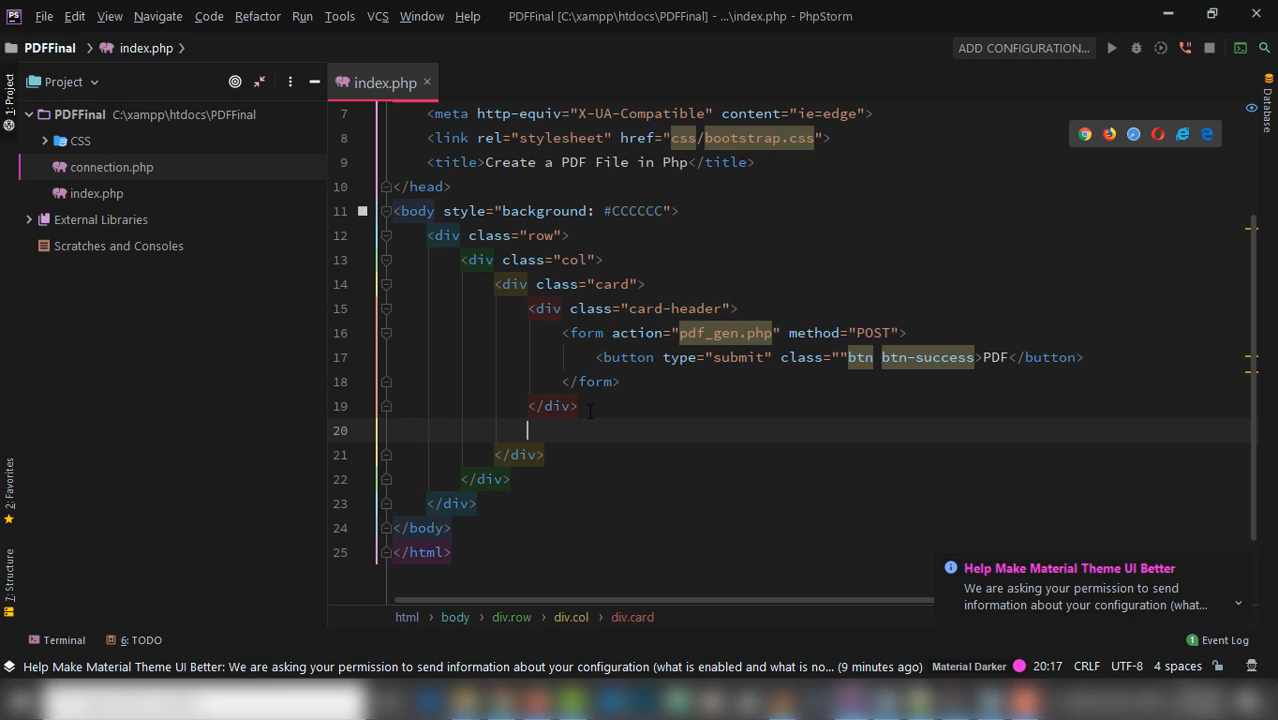 PS File Edit View Navigate Code Refactor Run Tools VCS Window Help PDFFinal [C:\xampp\htdocs\PDFFinal] - ...\index.php - PhpStorm
PDFFinal index.php ADD CONFIGURATION...
1: Project
Project
index.php
PDFFinal C:\xampp\htdocs\PDFFinal
CSS
connection.php
index.php
External Libraries
Scratches and Consoles
7 <meta http-equiv="X-UA-Compatible" content="ie=edge">
8 <link rel="stylesheet" href="css/bootstrap.css">
9 <title>Create a PDF File in Php</title>
10 </head>
11 <body style="background: #CCCCCC">
12 <div class="row">
13 <div class="col">
14 <div class="card">
15 <div class="card-header">
16 <form action="pdf_gen.php" method="POST">
17 <button type="submit" class=""btn btn-success>PDF</button>
18 </form>
19 </div>
20
21 </div>
22 </div>
23 </div>
24 </body>
25 </html>
Database
2: Favorites
7: Structure
Help Make Material Theme UI Better
We are asking your permission to send
information about your configuration (what...
html body div.row div.col div.card
Terminal 6: TODO 1 Event Log
Help Make Material Theme UI Better: We are asking your permission to send information about your configuration (what is enabled and what is no... (9 minutes ago) Material Darker 20:17 CRLF UTF-8 4 spaces